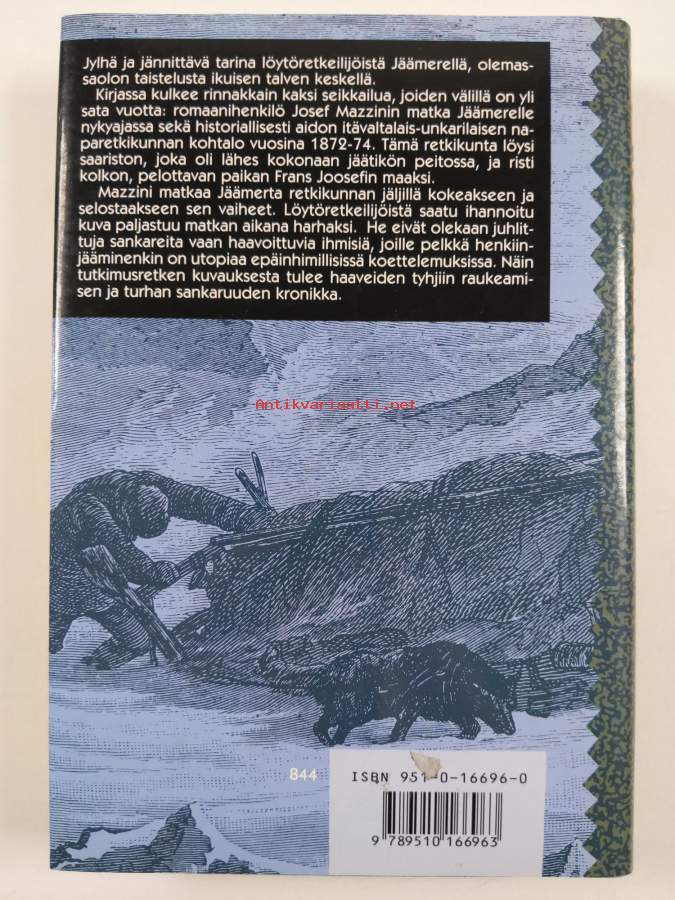 Jylhä ja jännittävä tarina löytöretkeilijöistä Jäämerellä, olemas-
saolon taistelusta ikuisen talven keskellä.
Kirjassa kulkee rinnakkain kaksi seikkailua, joiden välillä on yli
sata vuotta: romaanihenkilö Josef Mazzinin matka Jäämerelle
nykyajassa sekä historiallisesti aidon itävaltalais-unkarilaisen na-
paretkikunnan kohtalo vuosina 1872-74. Tämä retkikunta löysi
saariston, joka oli lähes kokonaan jäätikön peitossa, ja risti
kolkon, pelottavan paikan Frans Joosefin maaksi.
Mazzini matkaa Jäämerta retkikunnan jäljillä kokeakseen ja
selostaakseen sen vaiheet. Löytöretkeilijöistä saatu ihannoitu
kuva paljastuu matkan aikana harhaksi. He eivät olekaan juhlit-
tuja sankareita vaan haavoittuvia ihmisiä, joille pelkkä henkiin-
jääminenkin on utopiaa epäinhimillisissä koettelemuksissa. Näin
tutkimusretken kuvauksesta tulee haaveiden tyhjiin raukeami-
sen ja turhan sankaruuden kronikka.
Antikvariaatti.net
844
ISBN 951-0-16696-0
9 789510 166963